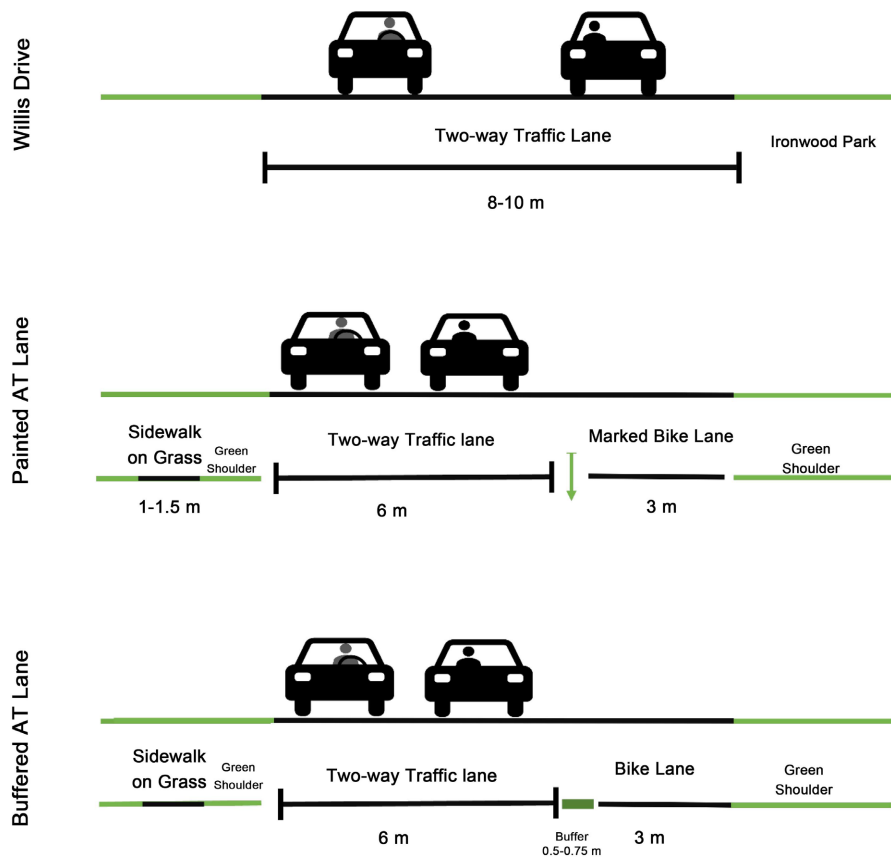 Willis Drive
Two-way Traffic Lane
Ironwood Park
8-10 m
Painted AT Lane
Sidewalk
on Grass
Green
Shoulder
Two-way Traffic lane
Marked Bike Lane
Green
Shoulder
1-1.5 m
6 m
3 m
Buffered AT Lane
Sidewalk
on Grass
Green
Shoulder
Two-way Traffic lane
Bike Lane
Green
Shoulder
6 m
Buffer
0.5-0.75 m
3 m